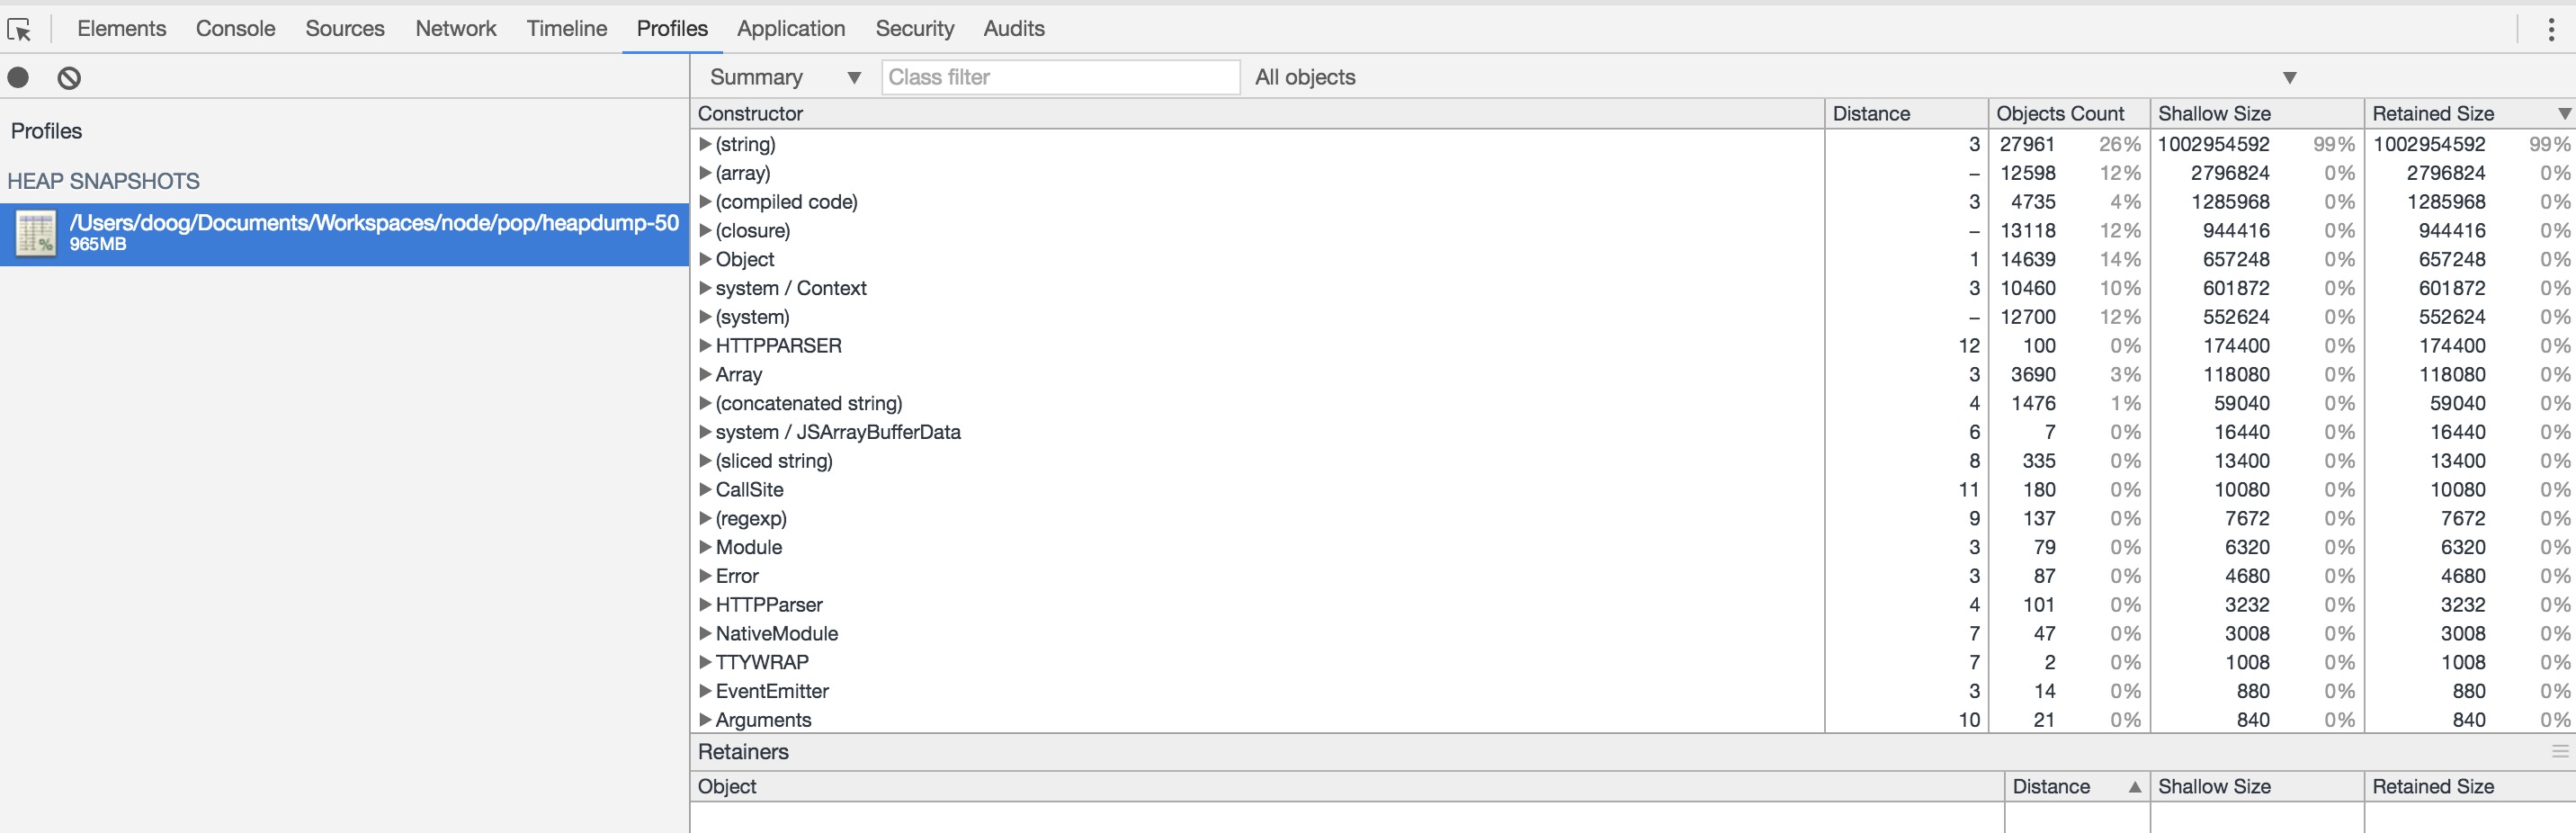 Elements Console Sources Network Timeline Profiles Application Security Audits
Summary Class filter All objects
Profiles
HEAP SNAPSHOTS
/Users/doog/Documents/Workspaces/node/pop/heapdump-50
965MB
Constructor Distance Objects Count Shallow Size Retained Size
(string) 3 27961 26% 1002954592 99% 1002954592 99%
(array) – 12598 12% 2796824 0% 2796824 0%
(compiled code) 3 4735 4% 1285968 0% 1285968 0%
(closure) – 13118 12% 944416 0% 944416 0%
Object 1 14639 14% 657248 0% 657248 0%
system / Context 3 10460 10% 601872 0% 601872 0%
(system) – 12700 12% 552624 0% 552624 0%
HTTPPARSER 12 100 0% 174400 0% 174400 0%
Array 3 3690 3% 118080 0% 118080 0%
(concatenated string) 4 1476 1% 59040 0% 59040 0%
system / JSArrayBufferData 6 7 0% 16440 0% 16440 0%
(sliced string) 8 335 0% 13400 0% 13400 0%
CallSite 11 180 0% 10080 0% 10080 0%
(regexp) 9 137 0% 7672 0% 7672 0%
Module 3 79 0% 6320 0% 6320 0%
Error 3 87 0% 4680 0% 4680 0%
HTTPParser 4 101 0% 3232 0% 3232 0%
NativeModule 7 47 0% 3008 0% 3008 0%
TTYWRAP 7 2 0% 1008 0% 1008 0%
EventEmitter 3 14 0% 880 0% 880 0%
Arguments 10 21 0% 840 0% 840 0%
Retainers
Object Distance Shallow Size Retained Size